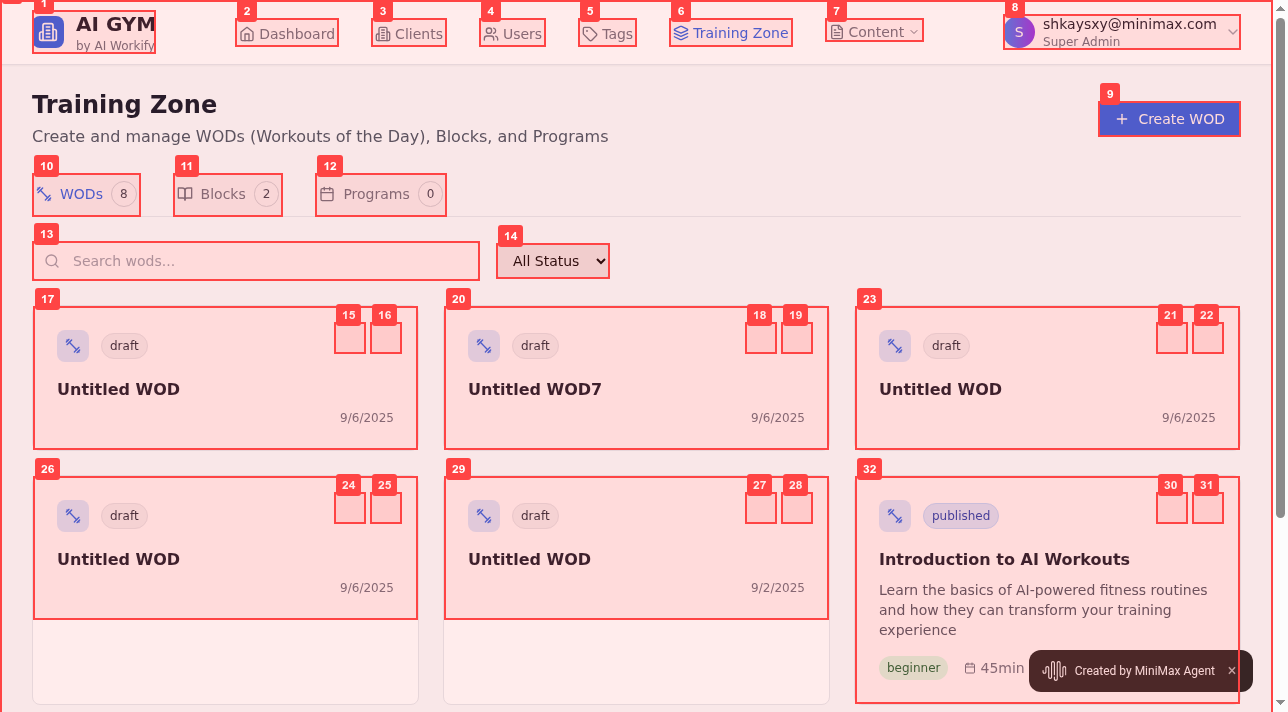 1
AI GYM
by AI Workify
2
Dashboard
3
Clients
4
Users
5
Tags
6
Training Zone
7
Content
8
S
shkaysxy@minimax.com
Super Admin
Training Zone
Create and manage WODs (Workouts of the Day), Blocks, and Programs
9
Create WOD
10
WODs 8
11
Blocks 2
12
Programs 0
13
Search wods...
14
All Status
17
15
16
draft
Untitled WOD
9/6/2025
20
18
19
draft
Untitled WOD7
9/6/2025
23
21
22
draft
Untitled WOD
9/6/2025
26
24
25
draft
Untitled WOD
9/6/2025
29
27
28
draft
Untitled WOD
9/2/2025
32
30
31
published
Introduction to AI Workouts
Learn the basics of AI-powered fitness routines
and how they can transform your training
experience
beginner
45min
Created by MiniMax Agent ×